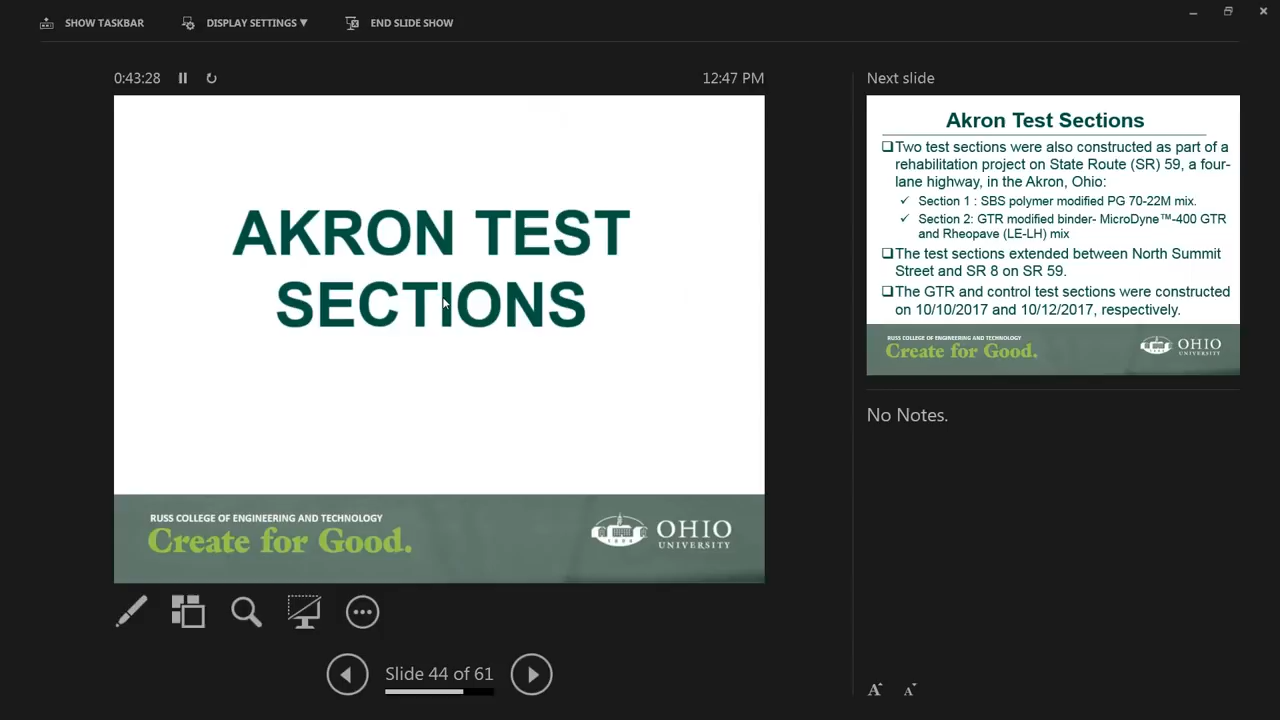 SHOW TASKBAR
DISPLAY SETTINGS ▼
END SLIDE SHOW
0:43:28
12:47 PM
AKRON TEST
SECTIONS
RUSS COLLEGE OF ENGINEERING AND TECHNOLOGY
Create for Good.
OHIO
UNIVERSITY
Slide 44 of 61
Next slide
Akron Test Sections
❑Two test sections were also constructed as part of a
rehabilitation project on State Route (SR) 59, a four-
lane highway, in the Akron, Ohio:
✓ Section 1 : SBS polymer modified PG 70-22M mix.
✓ Section 2: GTR modified binder- MicroDyne™-400 GTR
and Rheopave (LE-LH) mix
❑The test sections extended between North Summit
Street and SR 8 on SR 59.
❑The GTR and control test sections were constructed
on 10/10/2017 and 10/12/2017, respectively.
RUSS COLLEGE OF ENGINEERING AND TECHNOLOGY
Create for Good.
OHIO
UNIVERSITY
No Notes.
A A